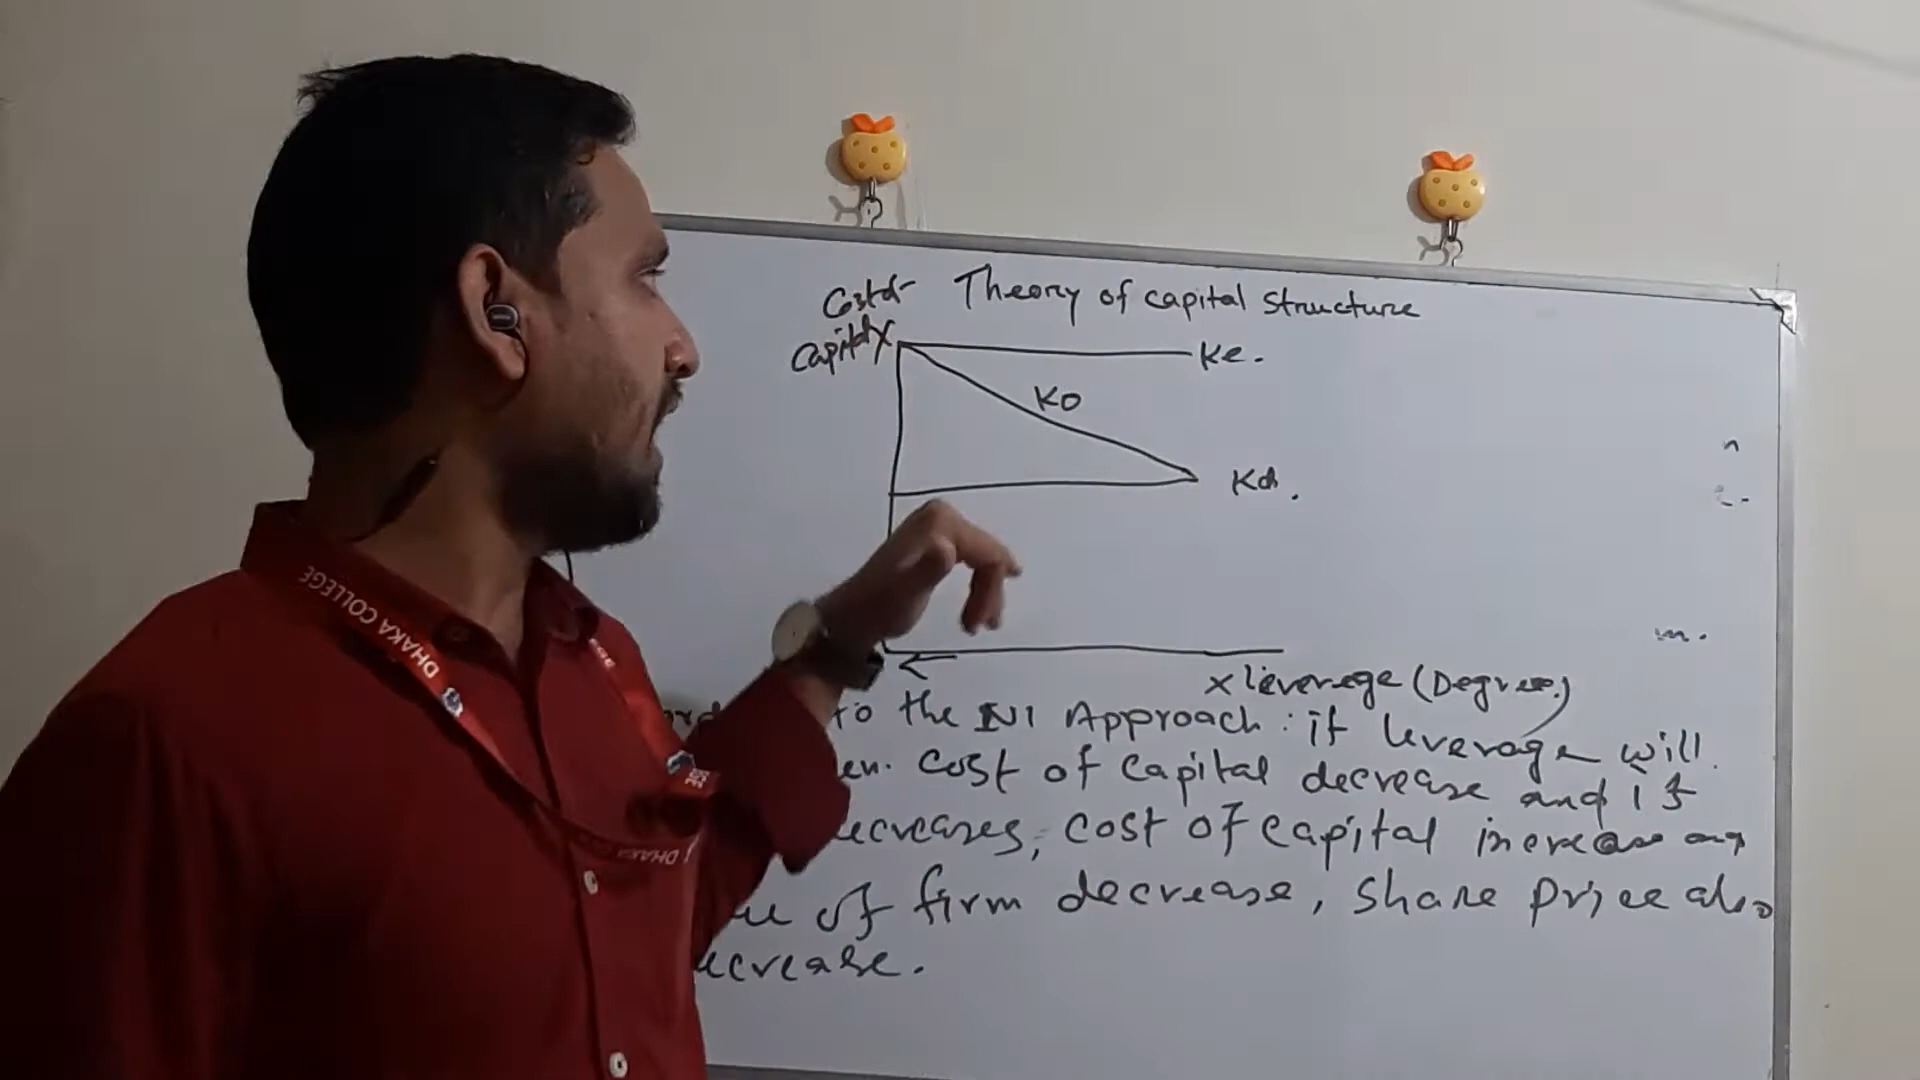 Theory of capital structure
Cost of
Capital Y
Ke.
Ko
Kd.
X leverage (Degree)
to the NI Approach: if leverage will
cost of capital decrease and if
decreases, cost of capital increase and
of firm decrease, share price also
decrease.
DHAKA COLLEGE
DHAKA